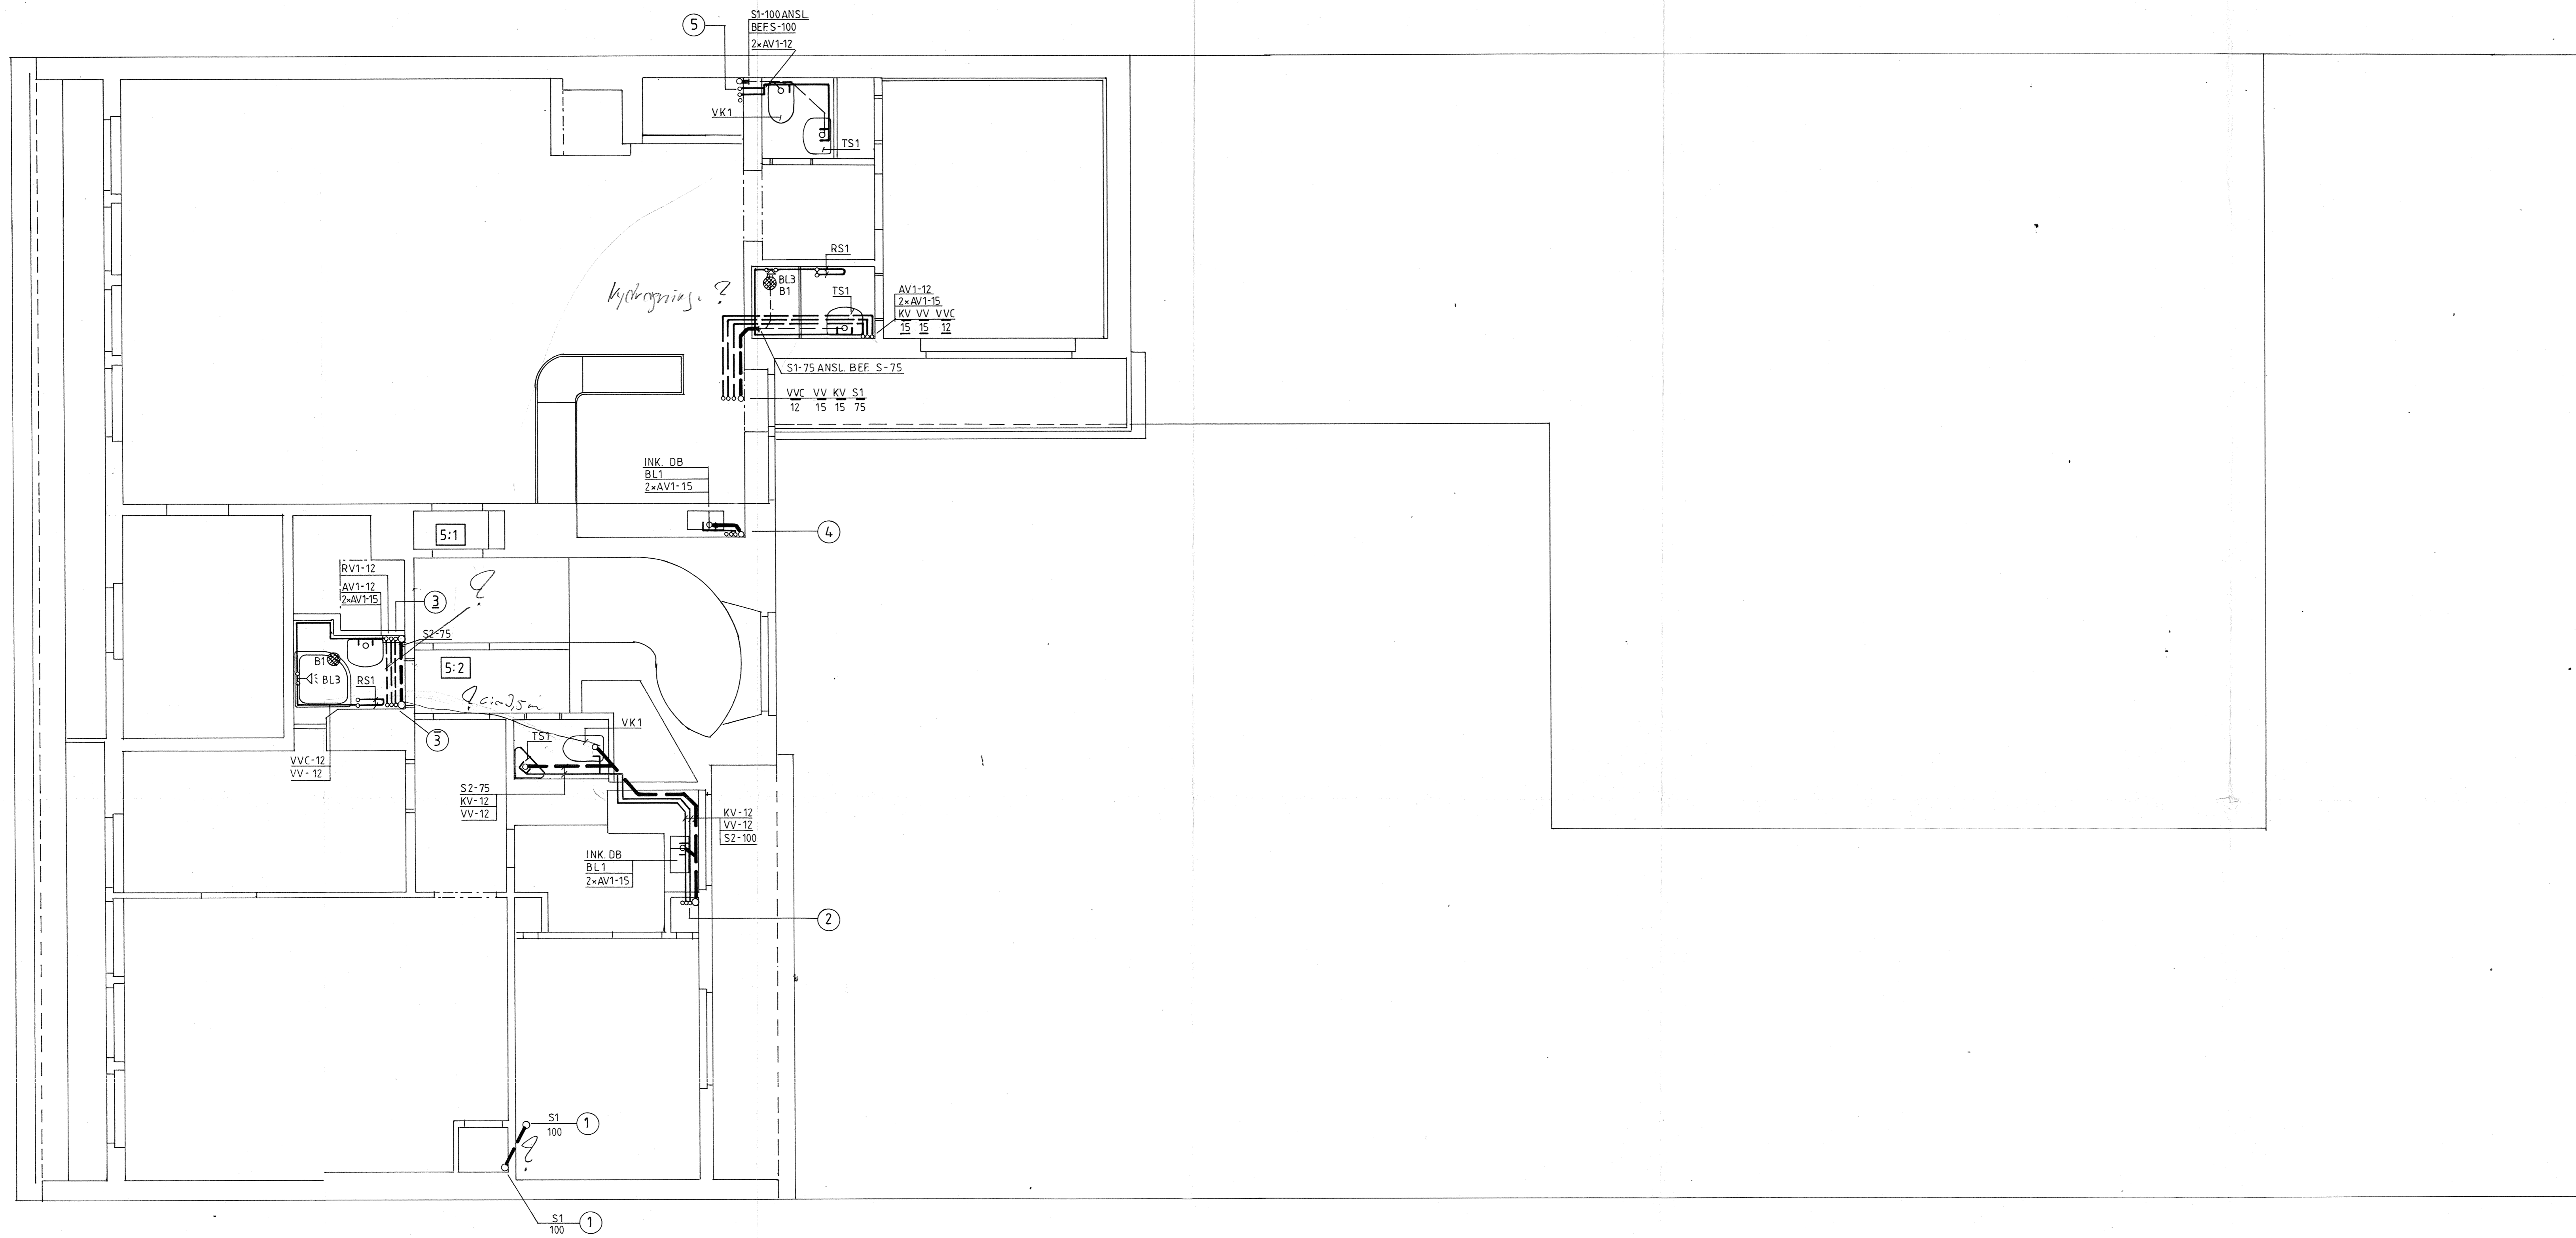 5
S1-100 ANSL.
BEF. S-100
2×AV1-12
VK1
TS1
RS1
BL3
B1
TS1
AV1-12
2×AV1-15
KV VV VVC
15 15 12
S1-75 ANSL. BEF. S-75
VVC VV KV S1
12 15 15 75
INK. DB
BL1
2×AV1-15
4
5:1
RV1-12
AV1-12
2×AV1-15
3
?
S2-75
B1
BL3
RS1
5:2
? ca 2,5 m
3
VVC-12
VV-12
VK1
TS1
S2-75
KV-12
VV-12
KV-12
VV-12
S2-100
INK. DB
BL1
2×AV1-15
2
S1
100
1
?
S1
100
1
?